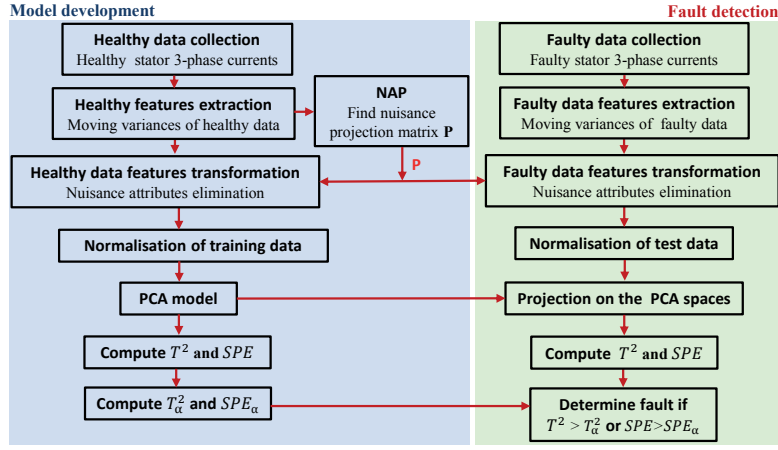 Model development
Healthy data collection
Healthy stator 3-phase currents
Healthy features extraction
Moving variances of healthy data
NAP
Find nuisance
projection matrix P
P
Healthy data features transformation
Nuisance attributes elimination
Normalisation of training data
PCA model
Compute T² and SPE
Compute T²α and SPEα
Fault detection
Faulty data collection
Faulty stator 3-phase currents
Faulty data features extraction
Moving variances of faulty data
Faulty data features transformation
Nuisance attributes elimination
Normalisation of test data
Projection on the PCA spaces
Compute T² and SPE
Determine fault if
T² > T²α or SPE>SPEα